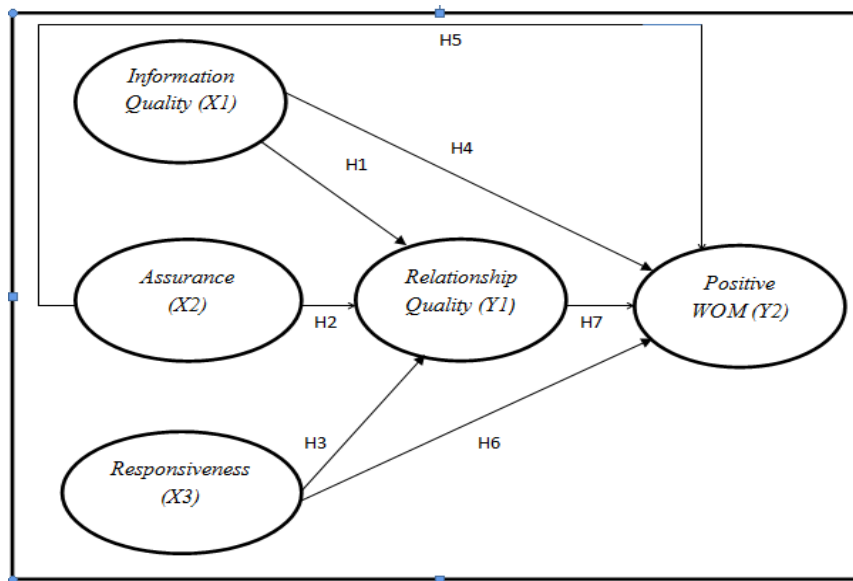 H5
Information
Quality (X1)
H4
H1
Assurance
(X2)
Relationship
Quality (Y1)
Positive
WOM (Y2)
H2
H7
H3
H6
Responsiveness
(X3)